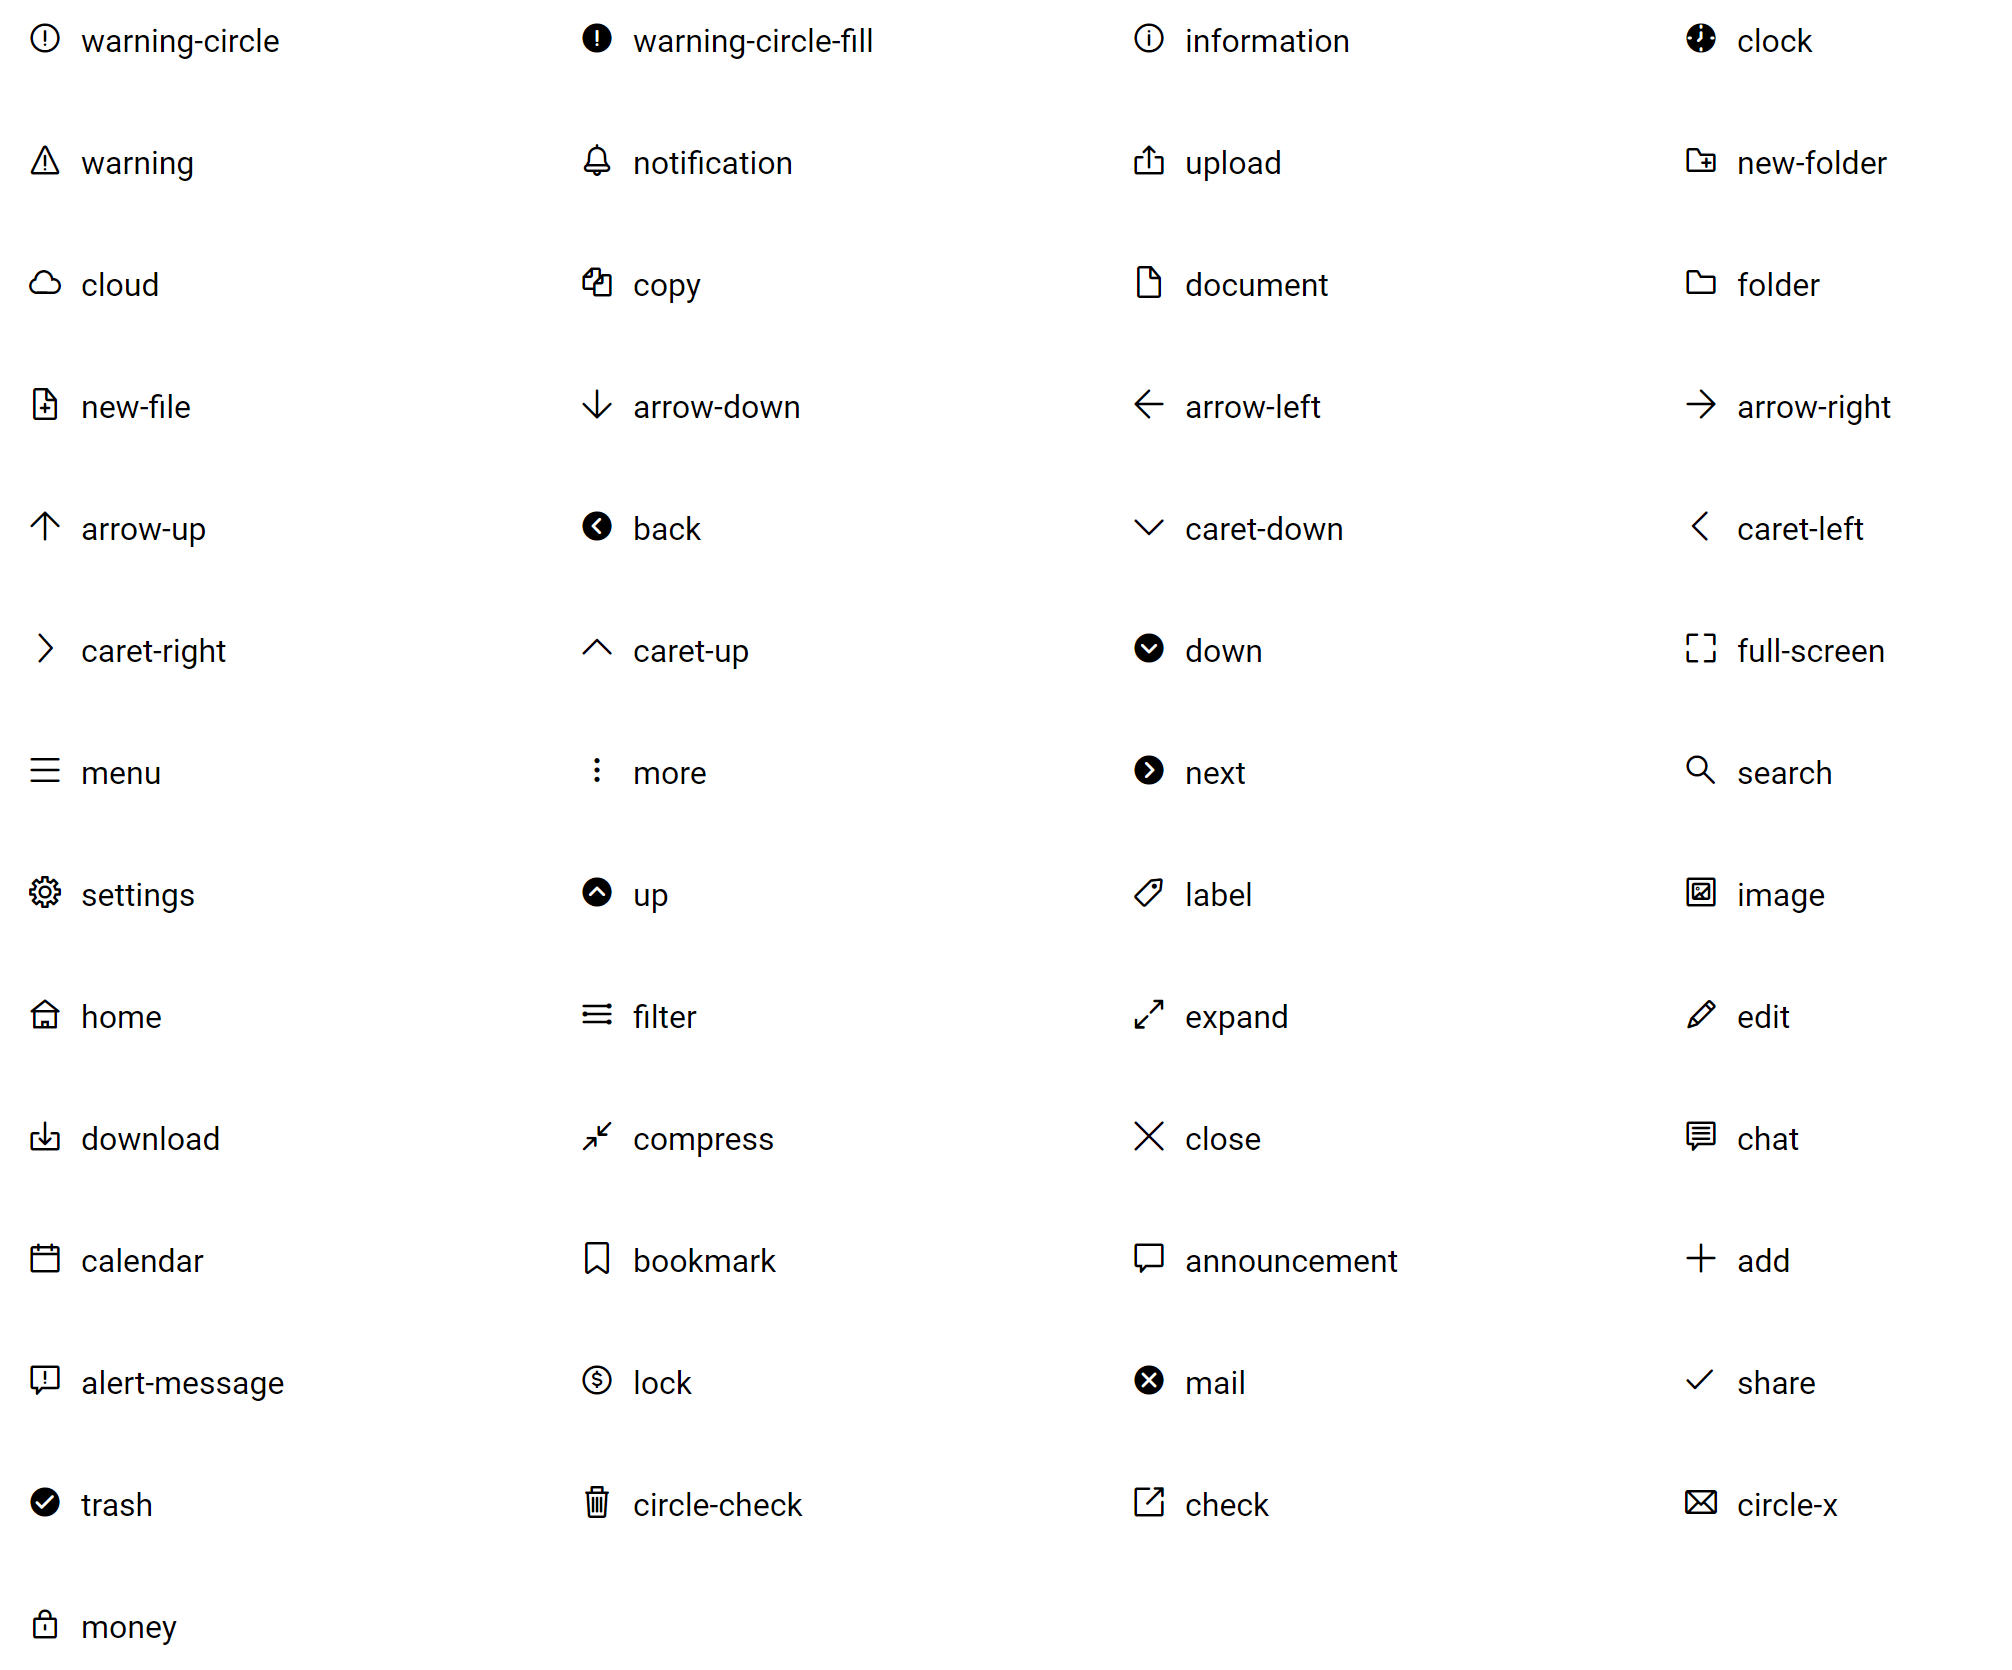 warning-circle warning-circle-fill information clock
warning notification upload new-folder
cloud copy document folder
new-file arrow-down arrow-left arrow-right
arrow-up back caret-down caret-left
caret-right caret-up down full-screen
menu more next search
settings up label image
home filter expand edit
download compress close chat
calendar bookmark announcement add
alert-message lock mail share
trash circle-check check circle-x
money